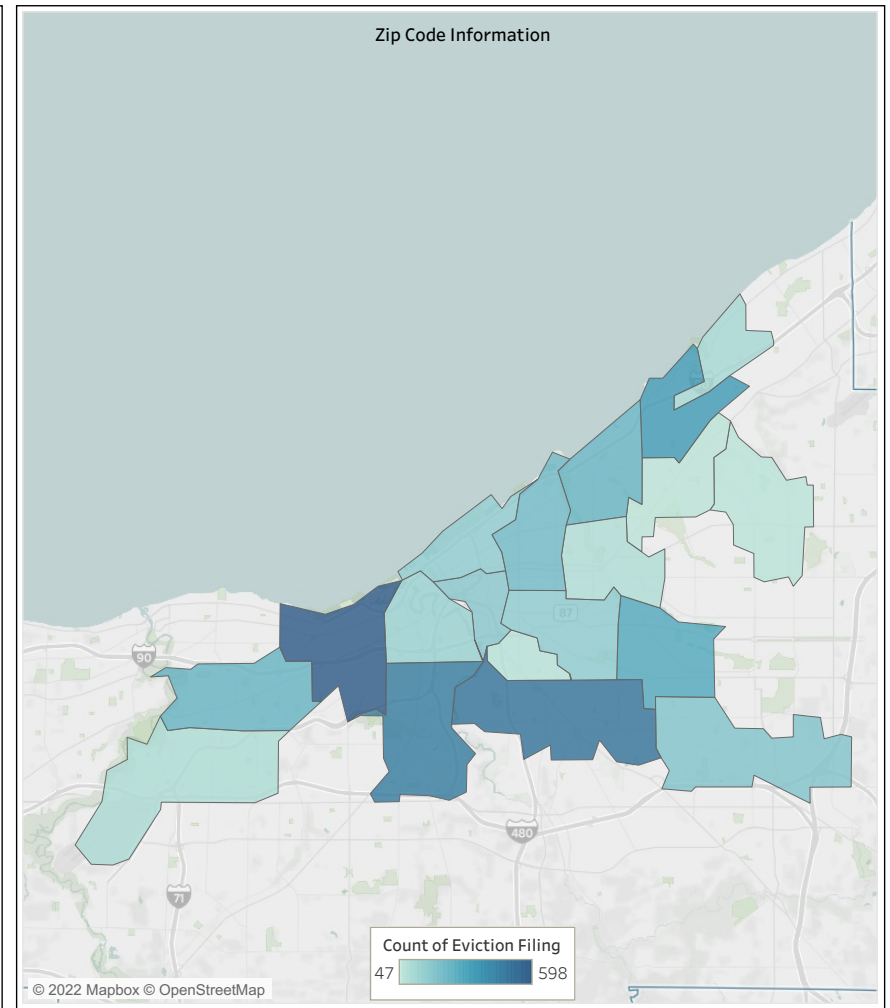 Zip Code Information
90
87
480
71
Count of Eviction Filing
47 598
© 2022 Mapbox © OpenStreetMap